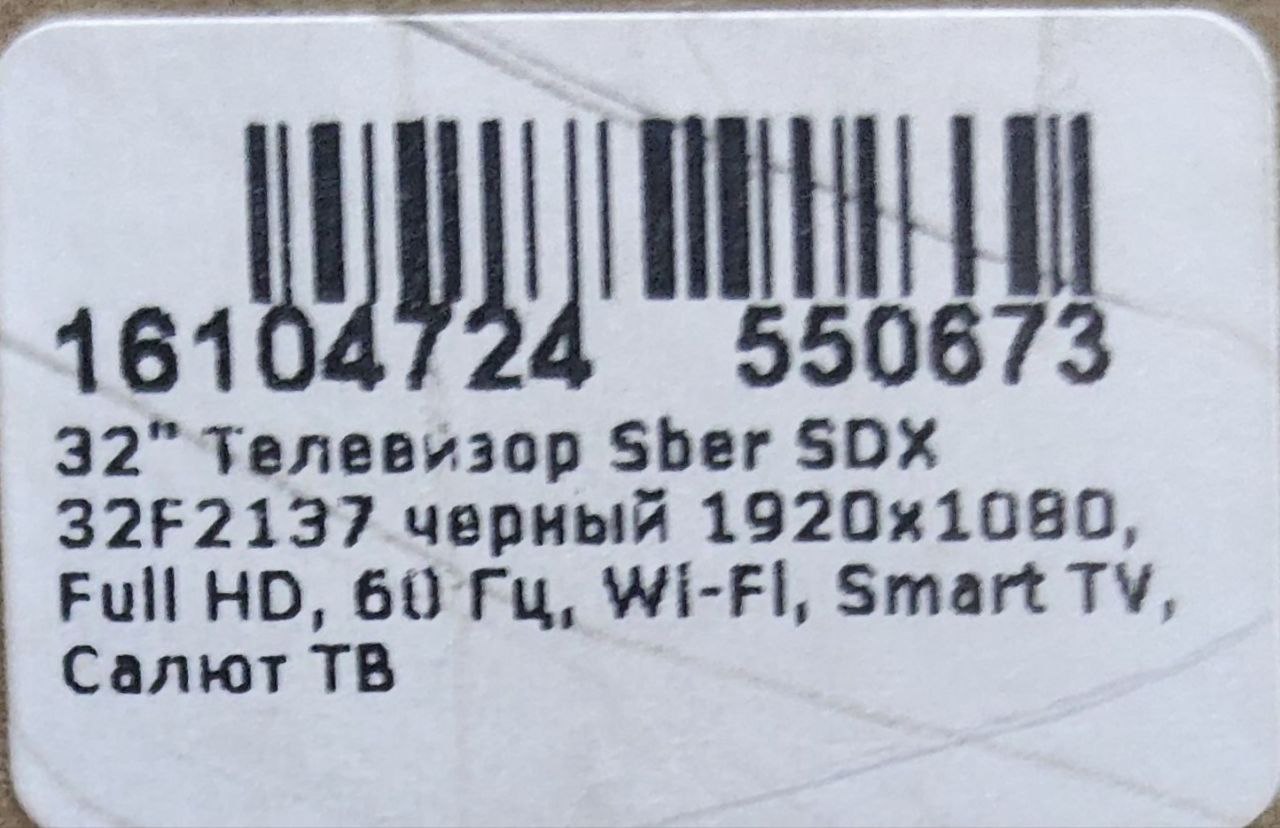 16104724 550673
32" Телевизор Sber SDX
32F2137 черный 1920x1080,
Full HD, 60 Гц, Wi-Fi, Smart TV,
Салют ТВ